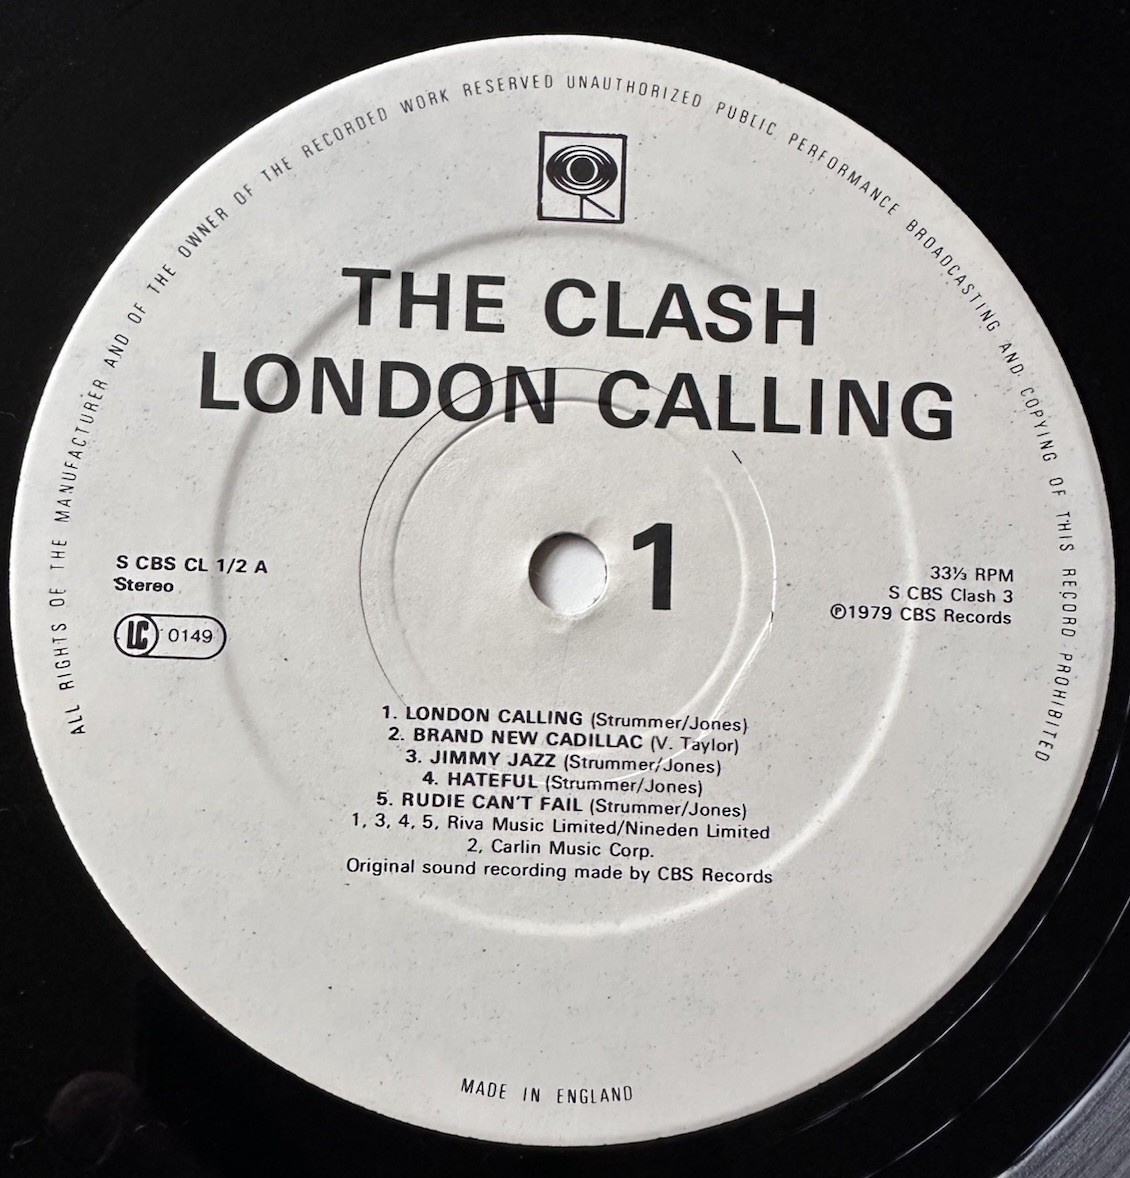 ALL RIGHTS OF THE MANUFACTURER AND OF THE OWNER OF THE RECORDED WORK RESERVED UNAUTHORIZED PUBLIC PERFORMANCE BROADCASTING AND COPYING OF THIS RECORD PROHIBITED
THE CLASH
LONDON CALLING
1
S CBS CL 1/2 A
Stereo
LC 0149
33⅓ RPM
S CBS Clash 3
℗1979 CBS Records
1. LONDON CALLING (Strummer/Jones)
2. BRAND NEW CADILLAC (V. Taylor)
3. JIMMY JAZZ (Strummer/Jones)
4. HATEFUL (Strummer/Jones)
5. RUDIE CAN'T FAIL (Strummer/Jones)
1, 3, 4, 5, Riva Music Limited/Nineden Limited
2, Carlin Music Corp.
Original sound recording made by CBS Records
MADE IN ENGLAND